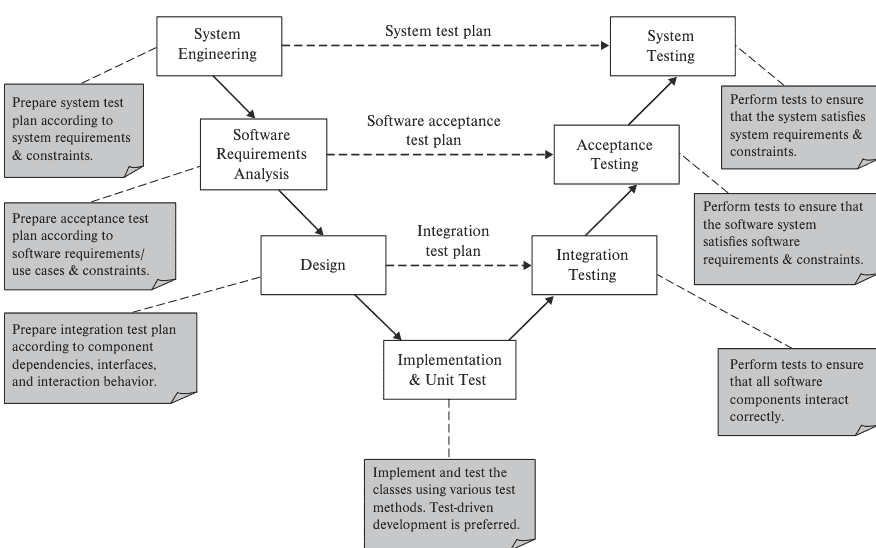 System
Engineering
System test plan
System
Testing
Prepare system test
plan according to
system requirements
& constraints.
Perform tests to ensure
that the system satisfies
system requirements &
constraints.
Software
Requirements
Analysis
Software acceptance
test plan
Acceptance
Testing
Prepare acceptance test
plan according to
software requirements/
use cases & constraints.
Perform tests to ensure that
the software system
satisfies software
requirements & constraints.
Design
Integration
test plan
Integration
Testing
Prepare integration test plan
according to component
dependencies, interfaces,
and interaction behavior.
Implementation
& Unit Test
Perform tests to ensure
that all software
components interact
correctly.
Implement and test the
classes using various test
methods. Test-driven
development is preferred.